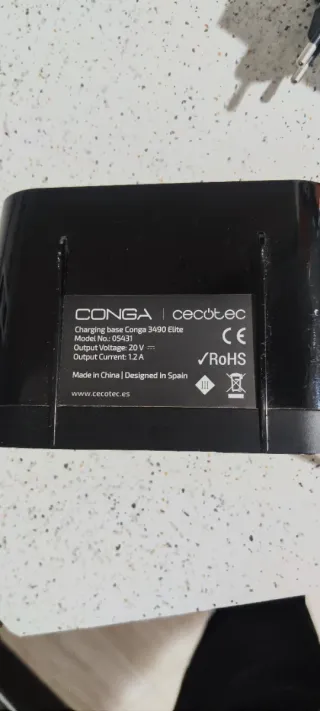 CONGA | cecotec
Charging base Conga 3490 Elite
Model No.: 05431
Output Voltage: 20 V ⎓
Output Current: 1.2 A
CE
✓RoHS
Made in China | Designed In Spain
III
www.cecotec.es